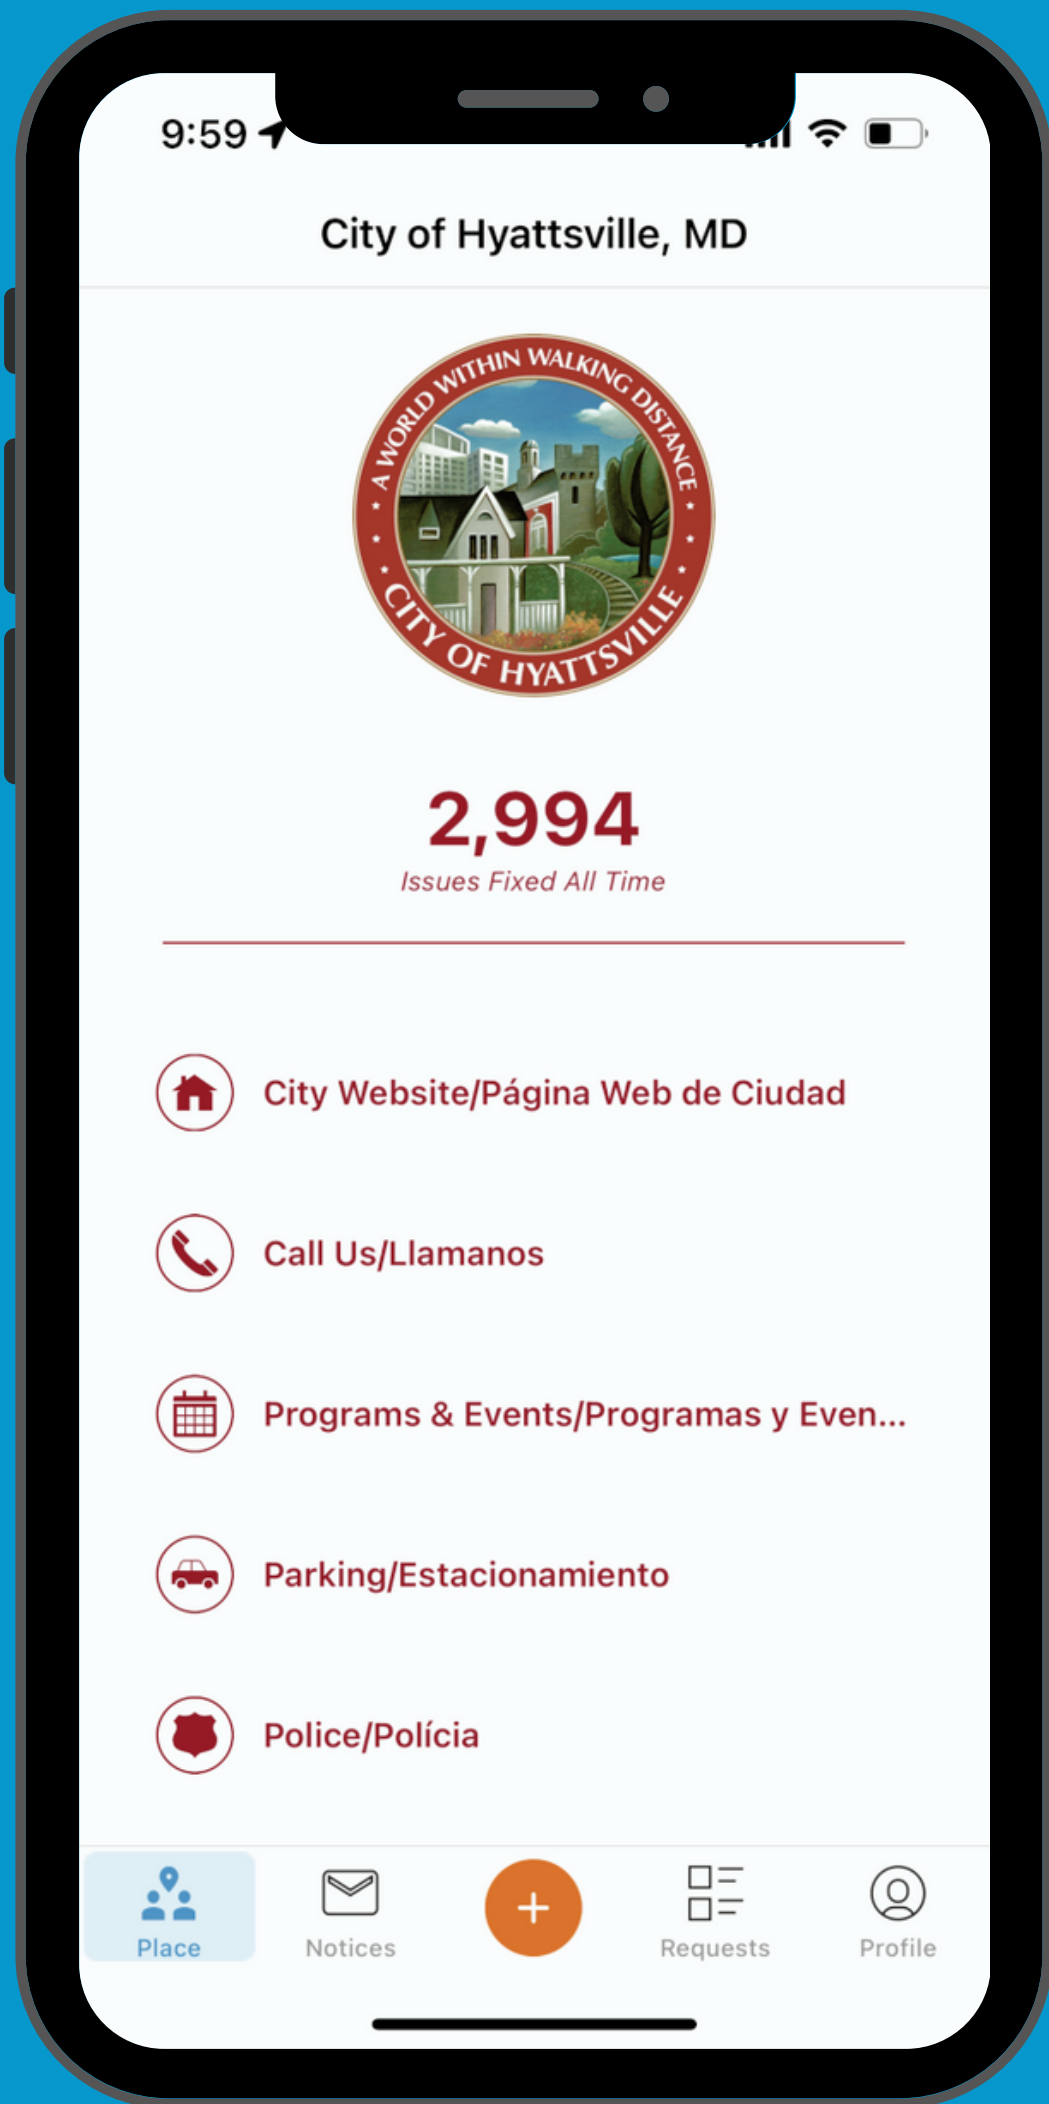 9:59
City of Hyattsville, MD
A WORLD WITHIN WALKING DISTANCE
CITY OF HYATTSVILLE
2,994
Issues Fixed All Time
City Website/Página Web de Ciudad
Call Us/Llamanos
Programs & Events/Programas y Even...
Parking/Estacionamiento
Police/Polícia
Place
Notices
Requests
Profile